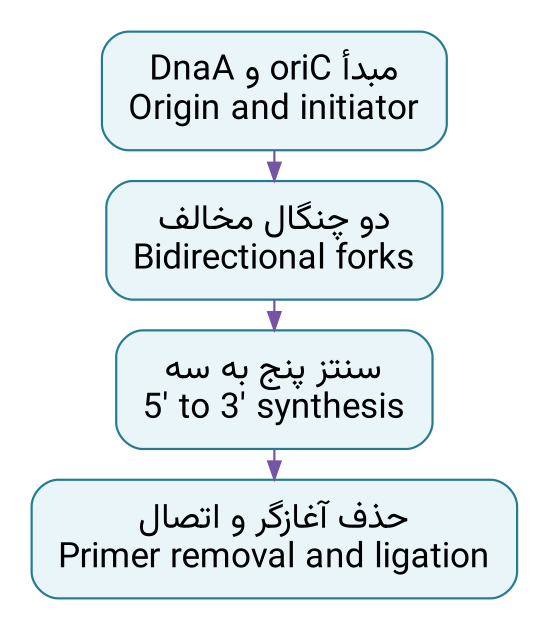 مبدأ oriC و DnaA
Origin and initiator
دو چنگال مخالف
Bidirectional forks
سنتز پنج به سه
5' to 3' synthesis
حذف آغازگر و اتصال
Primer removal and ligation